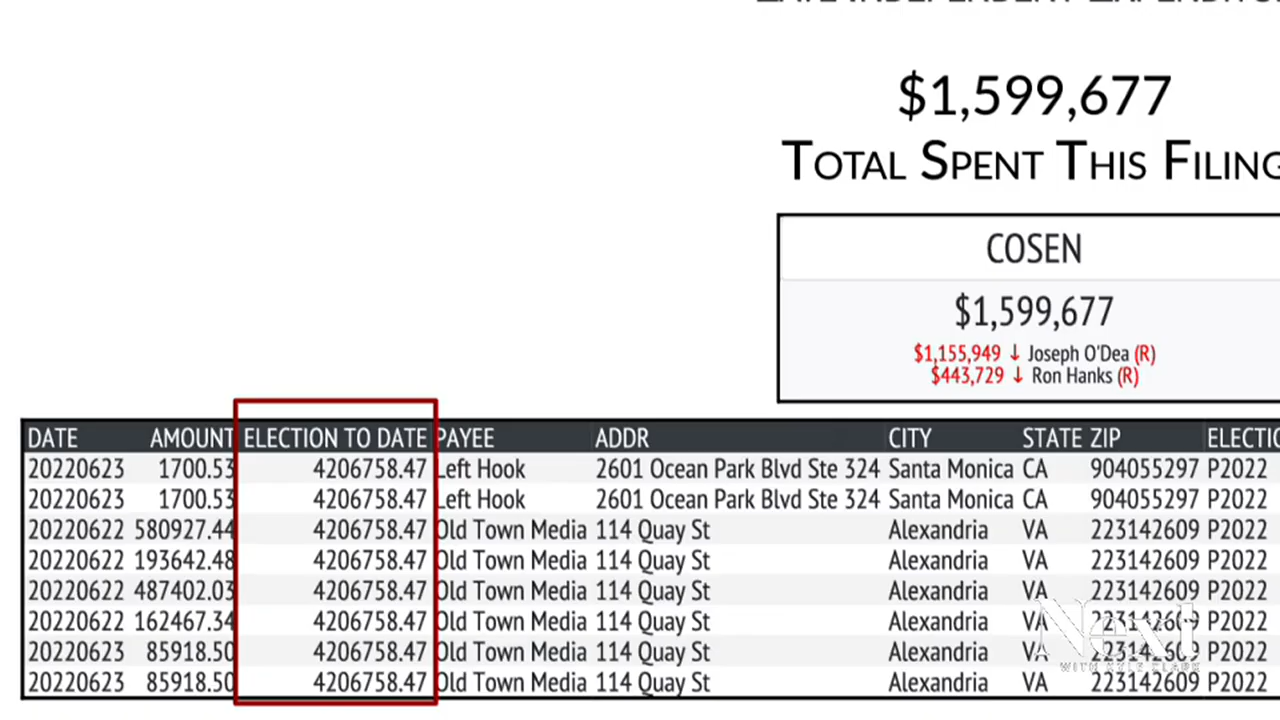 $1,599,677
TOTAL SPENT THIS FILING
COSEN
$1,599,677
$1,155,949 ↓ Joseph O'Dea (R)
$443,729 ↓ Ron Hanks (R)
DATE AMOUNT ELECTION TO DATE PAYEE ADDR CITY STATE ZIP ELECTIO
20220623 1700.53 4206758.47 Left Hook 2601 Ocean Park Blvd Ste 324 Santa Monica CA 904055297 P2022
20220623 1700.53 4206758.47 Left Hook 2601 Ocean Park Blvd Ste 324 Santa Monica CA 904055297 P2022
20220622 580927.44 4206758.47 Old Town Media 114 Quay St Alexandria VA 223142609 P2022
20220622 193642.48 4206758.47 Old Town Media 114 Quay St Alexandria VA 223142609 P2022
20220622 487402.03 4206758.47 Old Town Media 114 Quay St Alexandria VA 223142609 P2022
20220622 162467.34 4206758.47 Old Town Media 114 Quay St Alexandria VA 223142609 P2022
20220623 85918.50 4206758.47 Old Town Media 114 Quay St Alexandria VA 223142609 P2022
20220623 85918.50 4206758.47 Old Town Media 114 Quay St Alexandria VA 223142609 P2022
Next
WITH KYLE CLARK